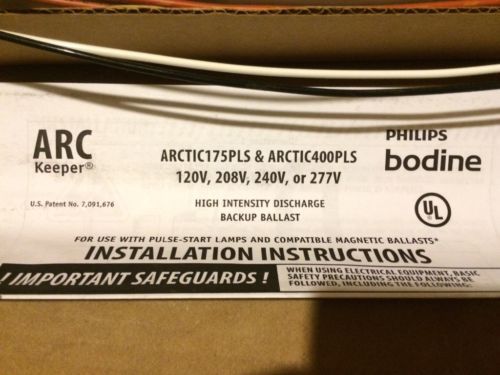 ARC
Keeper®
U.S. Patent No. 7,091,676
ARCTIC175PLS & ARCTIC400PLS
120V, 208V, 240V, or 277V
HIGH INTENSITY DISCHARGE
BACKUP BALLAST
PHILIPS
bodine
UL
FOR USE WITH PULSE-START LAMPS AND COMPATIBLE MAGNETIC BALLASTS*
INSTALLATION INSTRUCTIONS
! IMPORTANT SAFEGUARDS !
WHEN USING ELECTRICAL EQUIPMENT, BASIC
SAFETY PRECAUTIONS SHOULD ALWAYS BE
FOLLOWED, INCLUDING THE FOLLOWING: